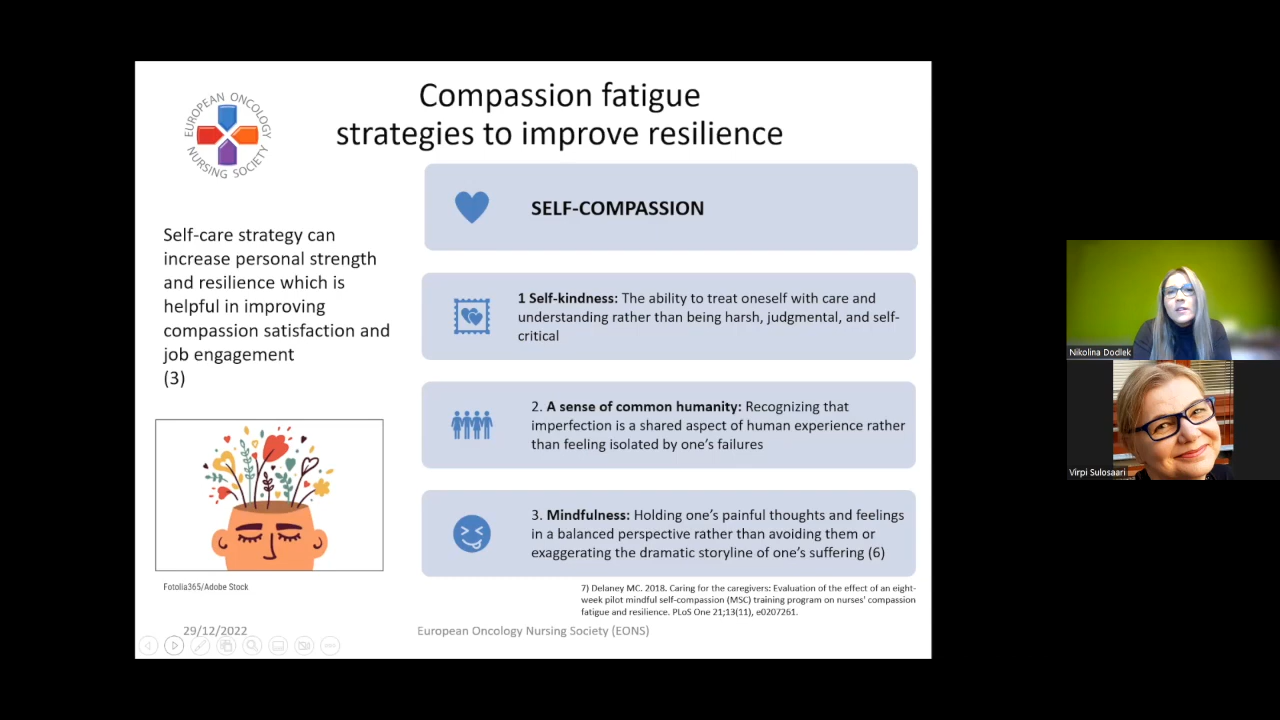 EUROPEAN ONCOLOGY
NURSING SOCIETY
Compassion fatigue
strategies to improve resilience
Self-care strategy can
increase personal strength
and resilience which is
helpful in improving
compassion satisfaction and
job engagement
(3)
Fotolia365/Adobe Stock
SELF-COMPASSION
1 Self-kindness: The ability to treat oneself with care and
understanding rather than being harsh, judgmental, and self-
critical
2. A sense of common humanity: Recognizing that
imperfection is a shared aspect of human experience rather
than feeling isolated by one’s failures
3. Mindfulness: Holding one’s painful thoughts and feelings
in a balanced perspective rather than avoiding them or
exaggerating the dramatic storyline of one’s suffering (6)
7) Delaney MC. 2018. Caring for the caregivers: Evaluation of the effect of an eight-
week pilot mindful self-compassion (MSC) training program on nurses' compassion
fatigue and resilience. PLoS One 21;13(11), e0207261.
29/12/2022
European Oncology Nursing Society (EONS)
Nikolina Dodlek
Virpi Sulosaari